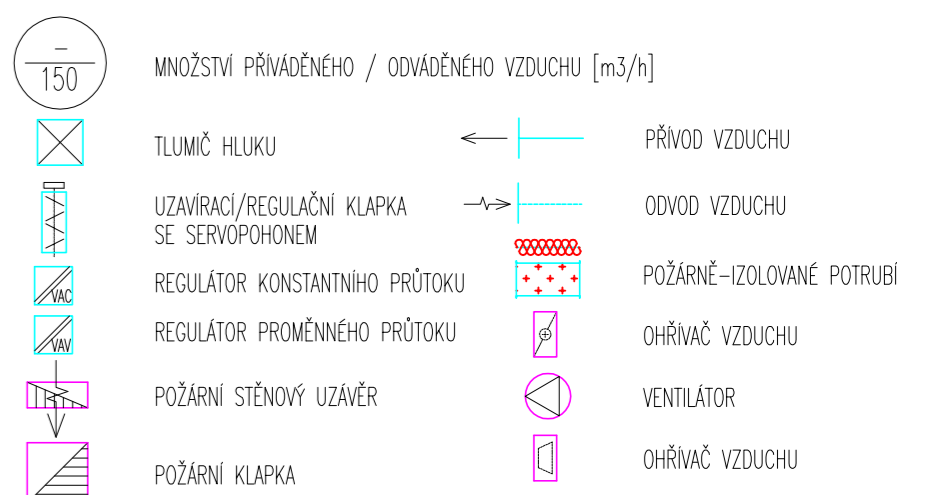 –
150
MNOŽSTVÍ PŘÍVÁDĚNÉHO / ODVÁDĚNÉHO VZDUCHU [m3/h]
TLUMIČ HLUKU
UZAVÍRACÍ/REGULAČNÍ KLAPKA
SE SERVOPOHONEM
VAC
REGULÁTOR KONSTANTNÍHO PRŮTOKU
VAV
REGULÁTOR PROMĚNNÉHO PRŮTOKU
POŽÁRNÍ STĚNOVÝ UZÁVĚR
POŽÁRNÍ KLAPKA
PŘÍVOD VZDUCHU
ODVOD VZDUCHU
POŽÁRNĚ–IZOLOVANÉ POTRUBÍ
OHŘÍVAČ VZDUCHU
VENTILÁTOR
OHŘÍVAČ VZDUCHU